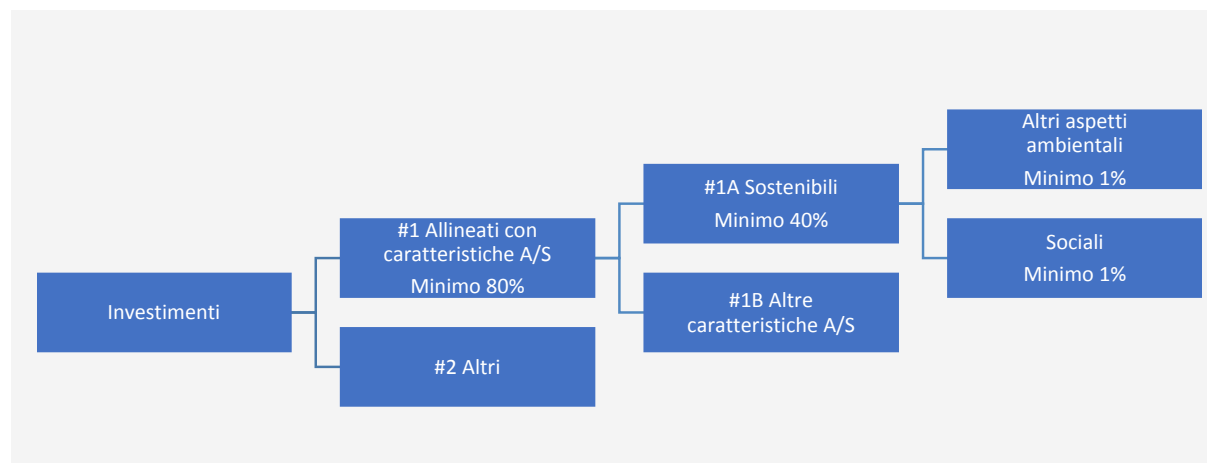 Investimenti
#1 Allineati con
caratteristiche A/S
Minimo 80%
#2 Altri
#1A Sostenibili
Minimo 40%
#1B Altre
caratteristiche A/S
Altri aspetti
ambientali
Minimo 1%
Sociali
Minimo 1%